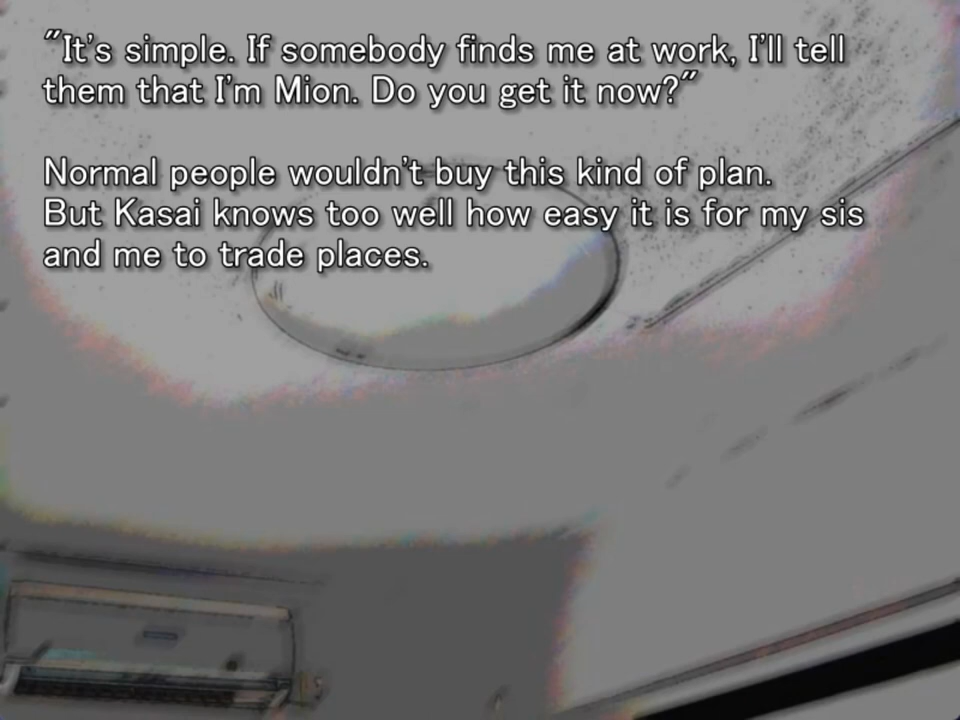 "It's simple. If somebody finds me at work, I'll tell
them that I'm Mion. Do you get it now?"
Normal people wouldn't buy this kind of plan.
But Kasai knows too well how easy it is for my sis
and me to trade places.